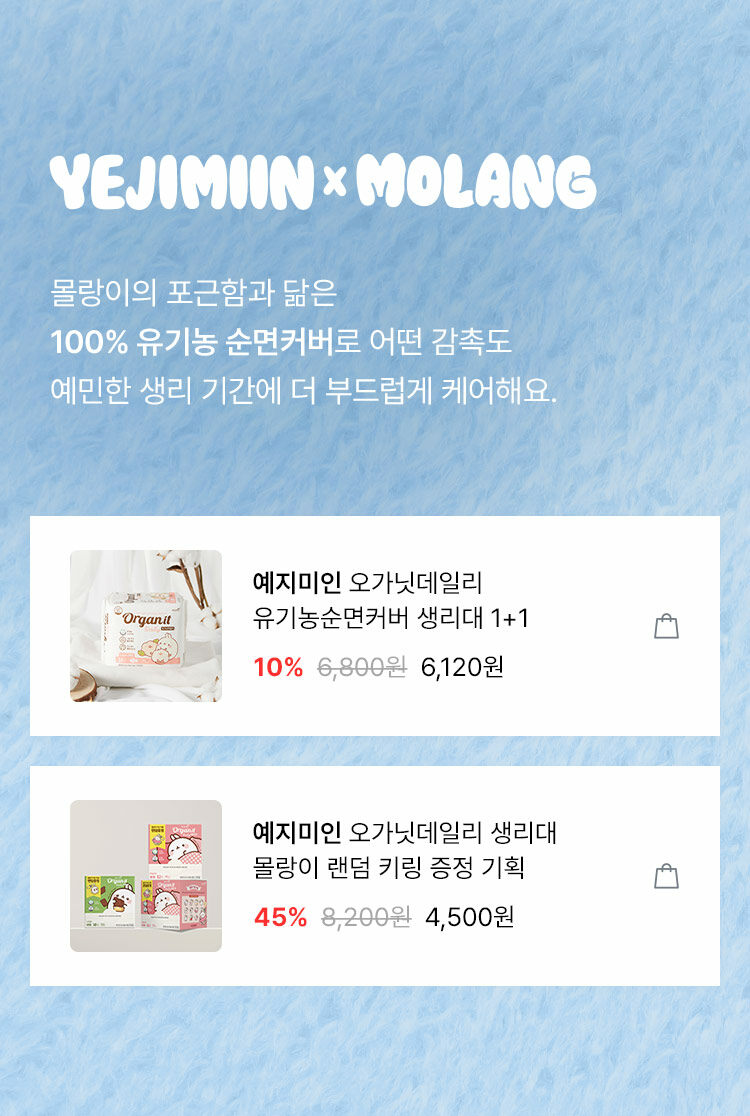 YEJIMIIN x MOLANG
몰랑이의 포근함과 닮은
100% 유기농 순면커버로 어떤 감촉도
예민한 생리 기간에 더 부드럽게 케어해요.
Organit
예지미인 오가닛데일리
유기농순면커버 생리대 1+1
10% 6,800원 6,120원
Organit
Organit
Organit
예지미인 오가닛데일리 생리대
몰랑이 랜덤 키링 증정 기획
45% 8,200원 4,500원